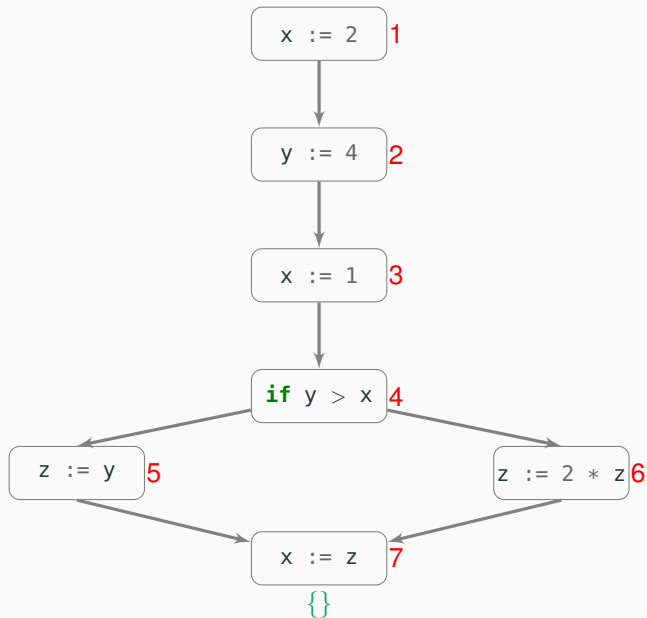 x := 2 1
y := 4 2
x := 1 3
if y > x 4
z := y 5
z := 2 * z 6
x := z 7
{}